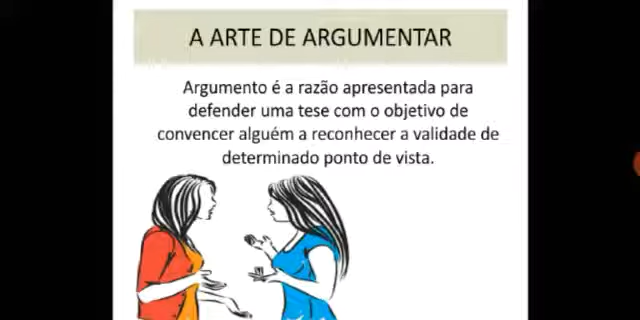 A ARTE DE ARGUMENTAR
Argumento é a razão apresentada para
defender uma tese com o objetivo de
convencer alguém a reconhecer a validade de
determinado ponto de vista.